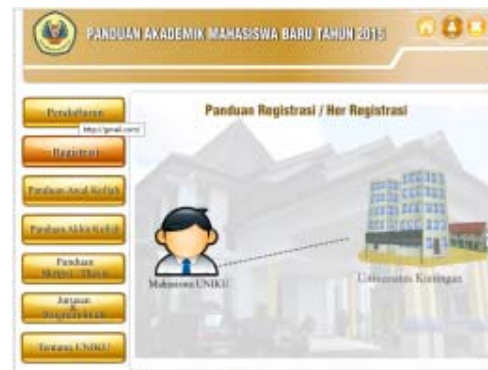 PANDUAN AKADEMIK MAHASISWA BARU TAHUN 2015
Pendaftaran
http://gmail.com/
Registrasi
Panduan Awal Kuliah
Panduan Akhir Kuliah
Panduan
Skripsi / Thesis
Jurusan
&
Tentang UNIKU
Panduan Registrasi / Her Registrasi
Mahasiswa UNIKU
Universitas Kuningan